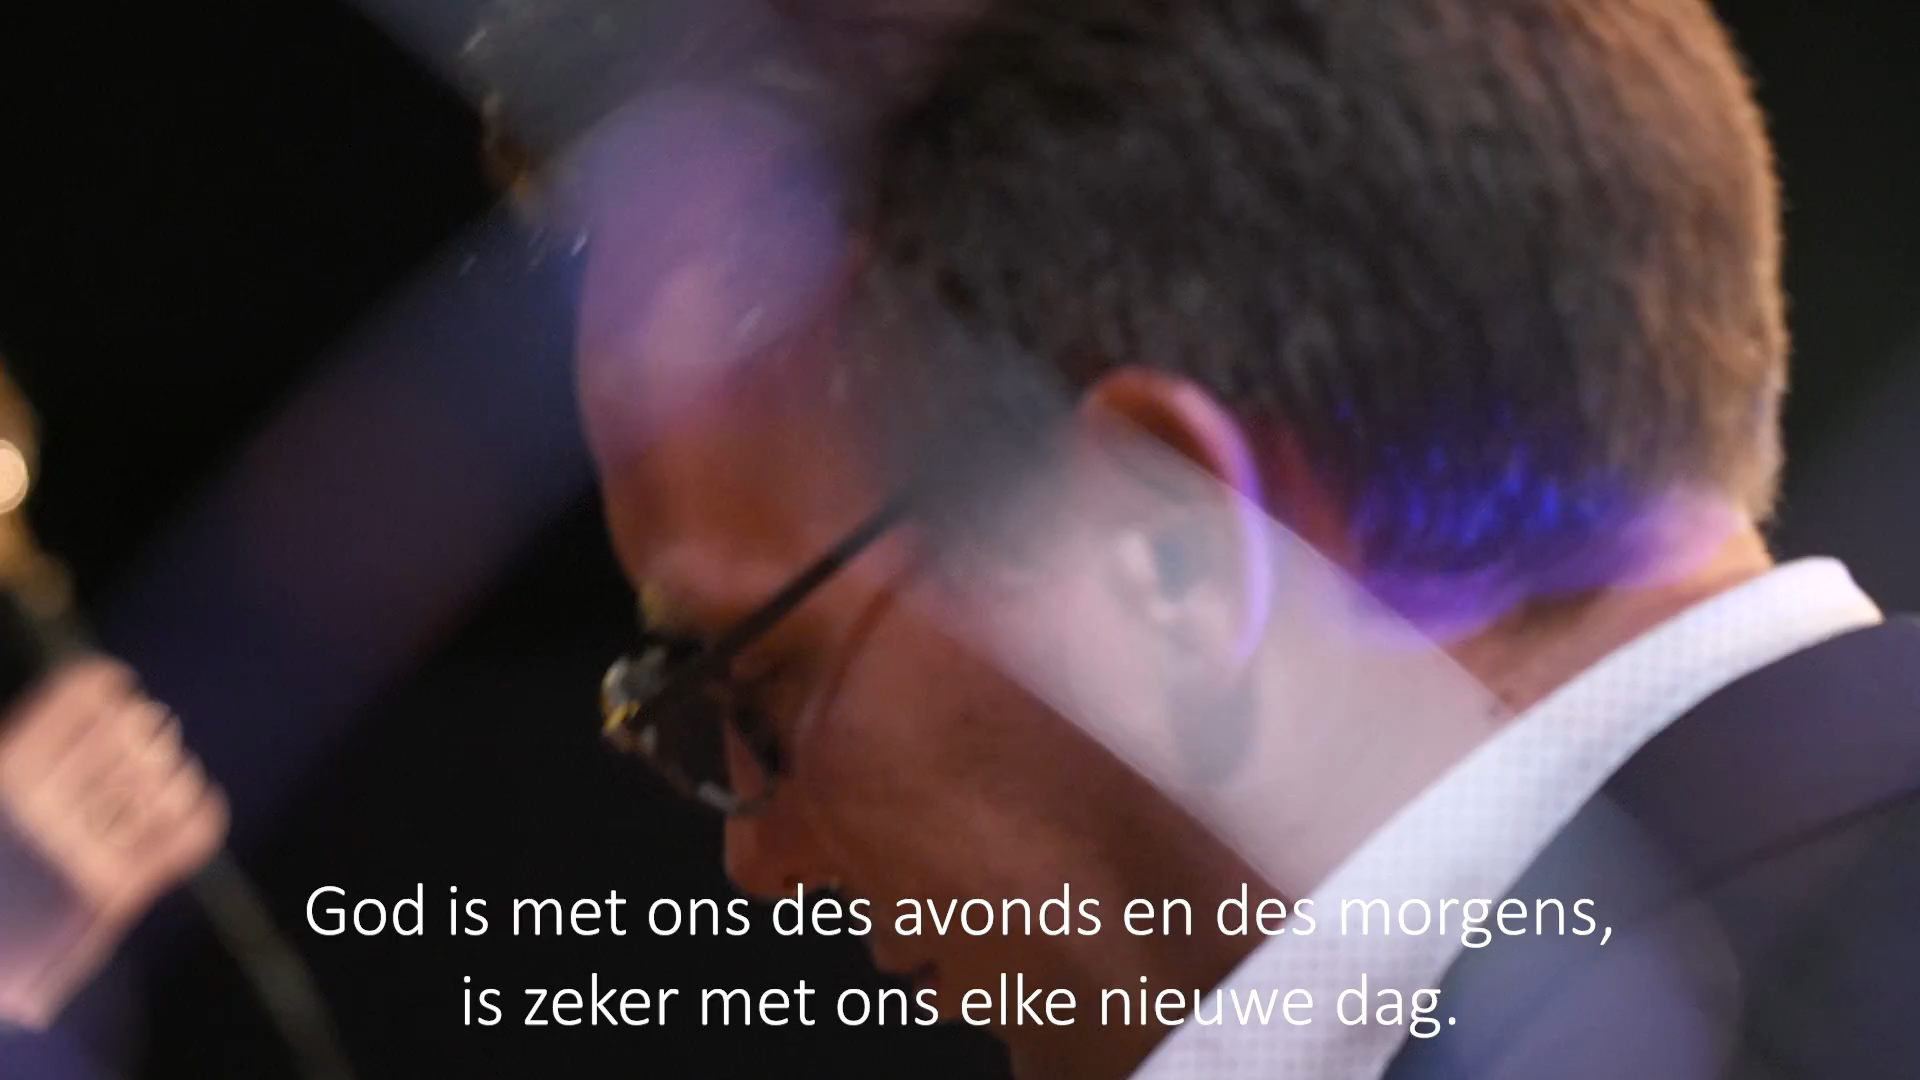 God is met ons des avonds en des morgens,
is zeker met ons elke nieuwe dag.